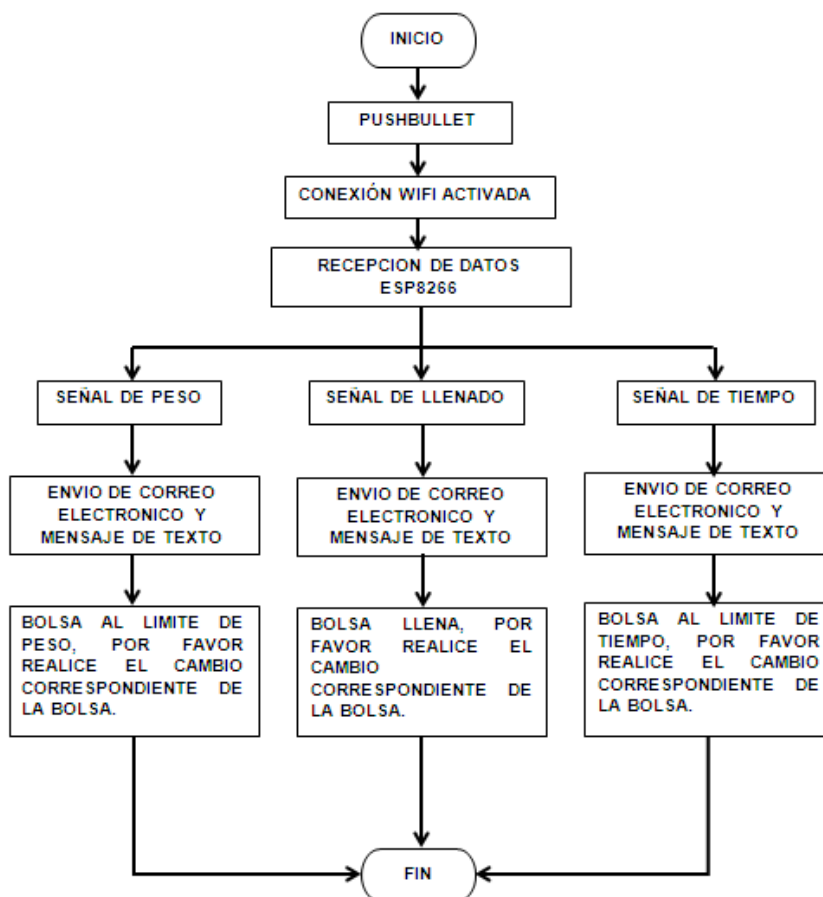 INICIO
PUSHBULLET
CONEXIÓN WIFI ACTIVADA
RECEPCION DE DATOS
ESP8266
SEÑAL DE PESO
SEÑAL DE LLENADO
SEÑAL DE TIEMPO
ENVIO DE CORREO
ELECTRONICO Y
MENSAJE DE TEXTO
ENVIO DE CORREO
ELECTRONICO Y
MENSAJE DE TEXTO
ENVIO DE CORREO
ELECTRONICO Y
MENSAJE DE TEXTO
BOLSA AL LIMITE DE
PESO, POR FAVOR
REALICE EL CAMBIO
CORRESPONDIENTE DE
LA BOLSA.
BOLSA LLENA, POR
FAVOR REALICE EL
CAMBIO
CORRESPONDIENTE DE
LA BOLSA.
BOLSA AL LIMITE DE
TIEMPO, POR FAVOR
REALICE EL CAMBIO
CORRESPONDIENTE DE
LA BOLSA.
FIN